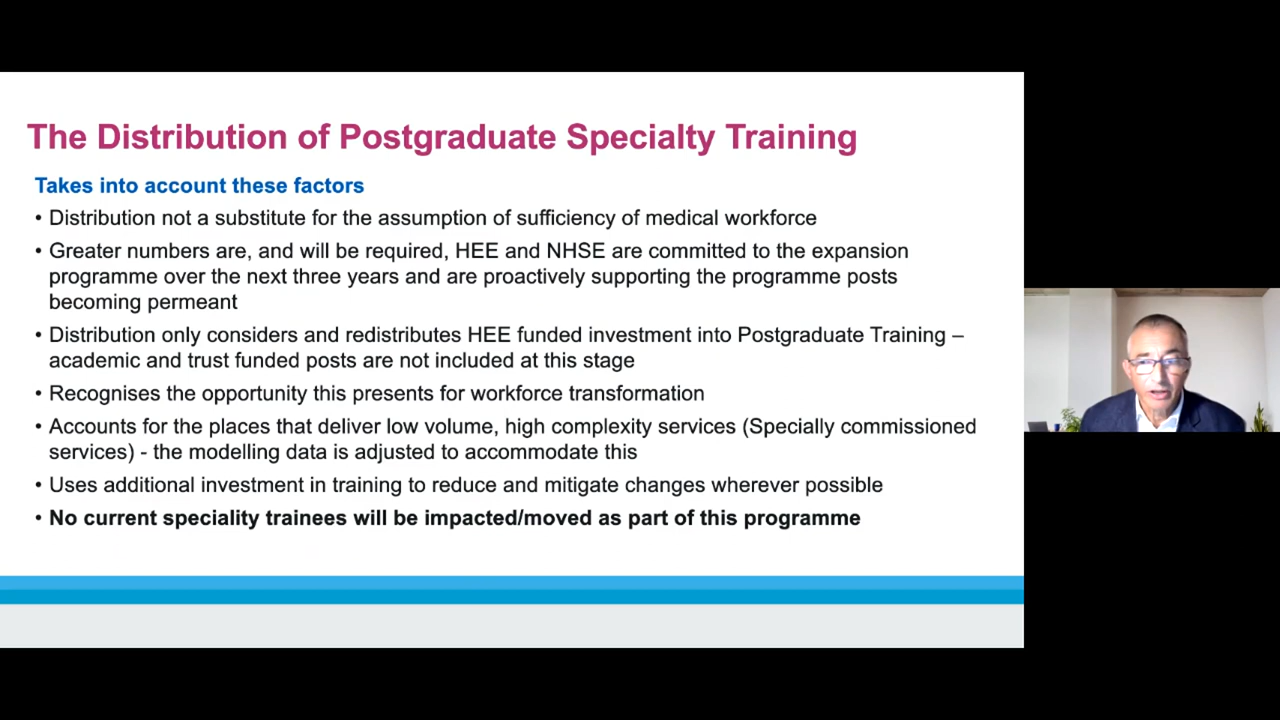 The Distribution of Postgraduate Specialty Training
Takes into account these factors
• Distribution not a substitute for the assumption of sufficiency of medical workforce
• Greater numbers are, and will be required, HEE and NHSE are committed to the expansion
programme over the next three years and are proactively supporting the programme posts
becoming permeant
• Distribution only considers and redistributes HEE funded investment into Postgraduate Training –
academic and trust funded posts are not included at this stage
• Recognises the opportunity this presents for workforce transformation
• Accounts for the places that deliver low volume, high complexity services (Specially commissioned
services) - the modelling data is adjusted to accommodate this
• Uses additional investment in training to reduce and mitigate changes wherever possible
• No current speciality trainees will be impacted/moved as part of this programme